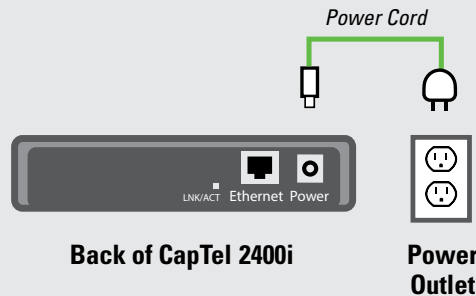 Power Cord
LNK/ACT Ethernet Power
Back of CapTel 2400i
Power
Outlet